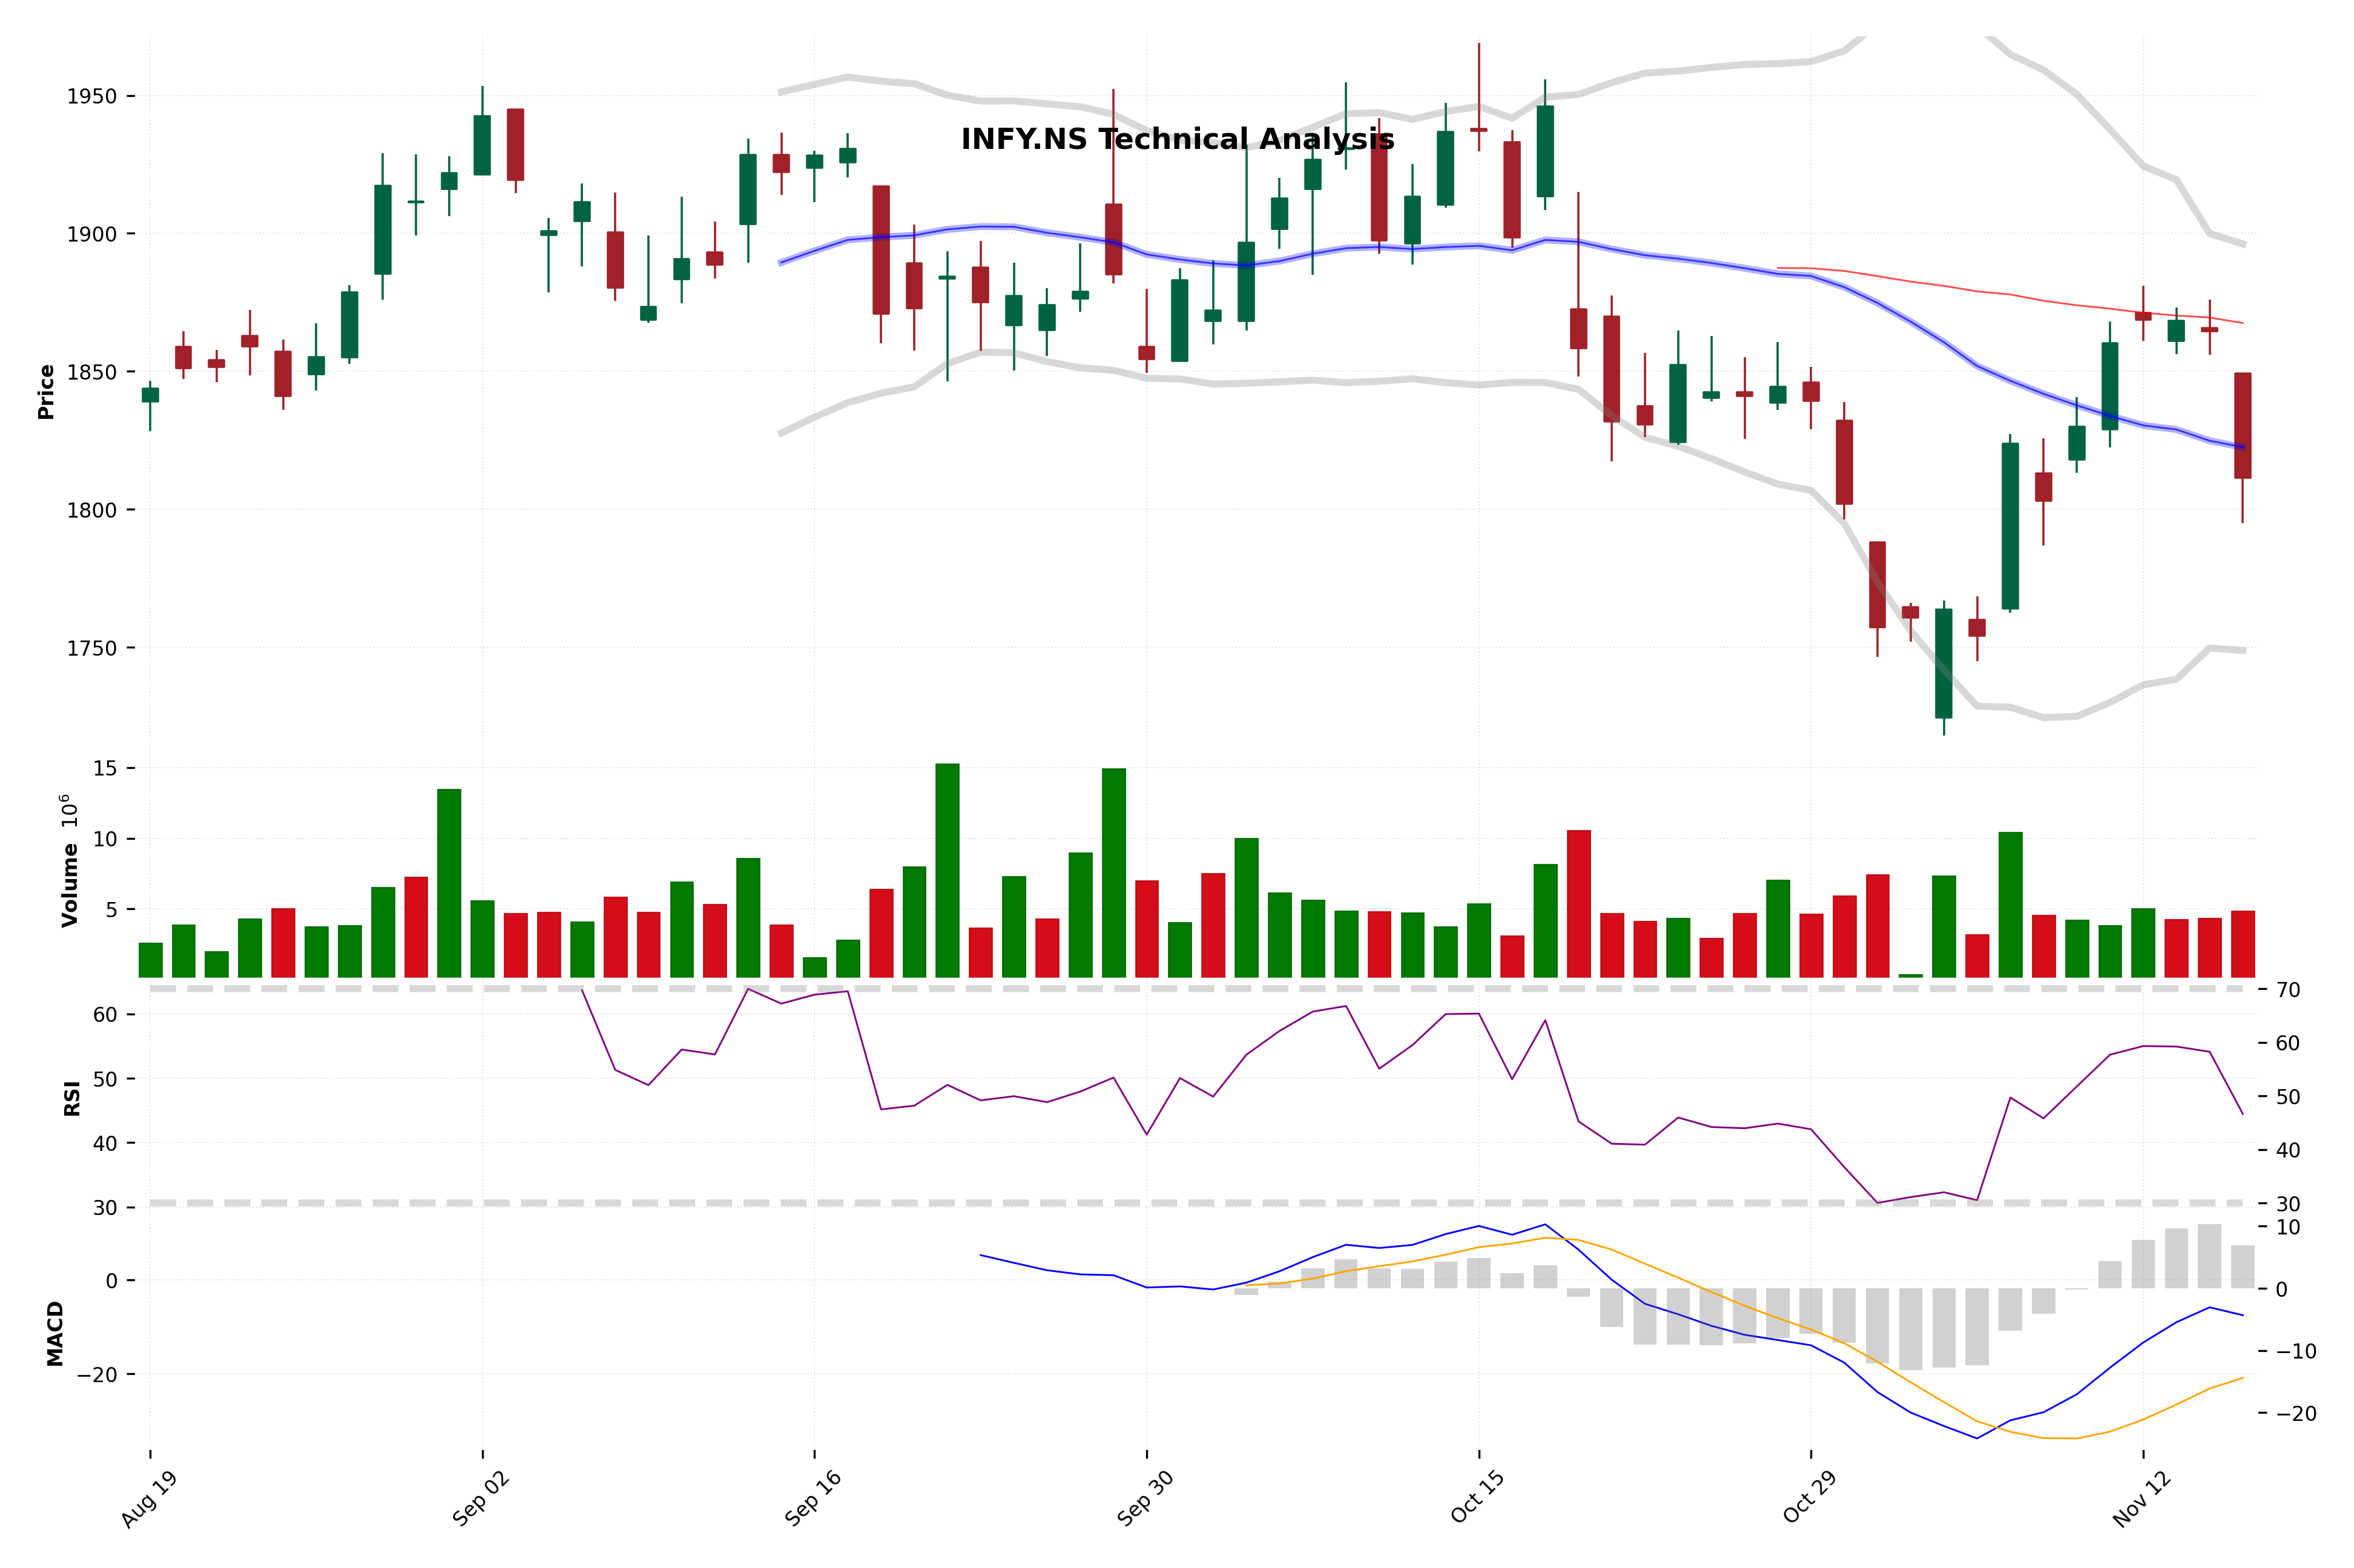 INFY.NS Technical Analysis
Price
1950
1900
1850
1800
1750
Volume 10^6
15
10
5
RSI
60
50
40
30
70
60
50
40
30
MACD
0
−20
10
0
−10
−20
Aug 19
Sep 02
Sep 16
Sep 30
Oct 15
Oct 29
Nov 12